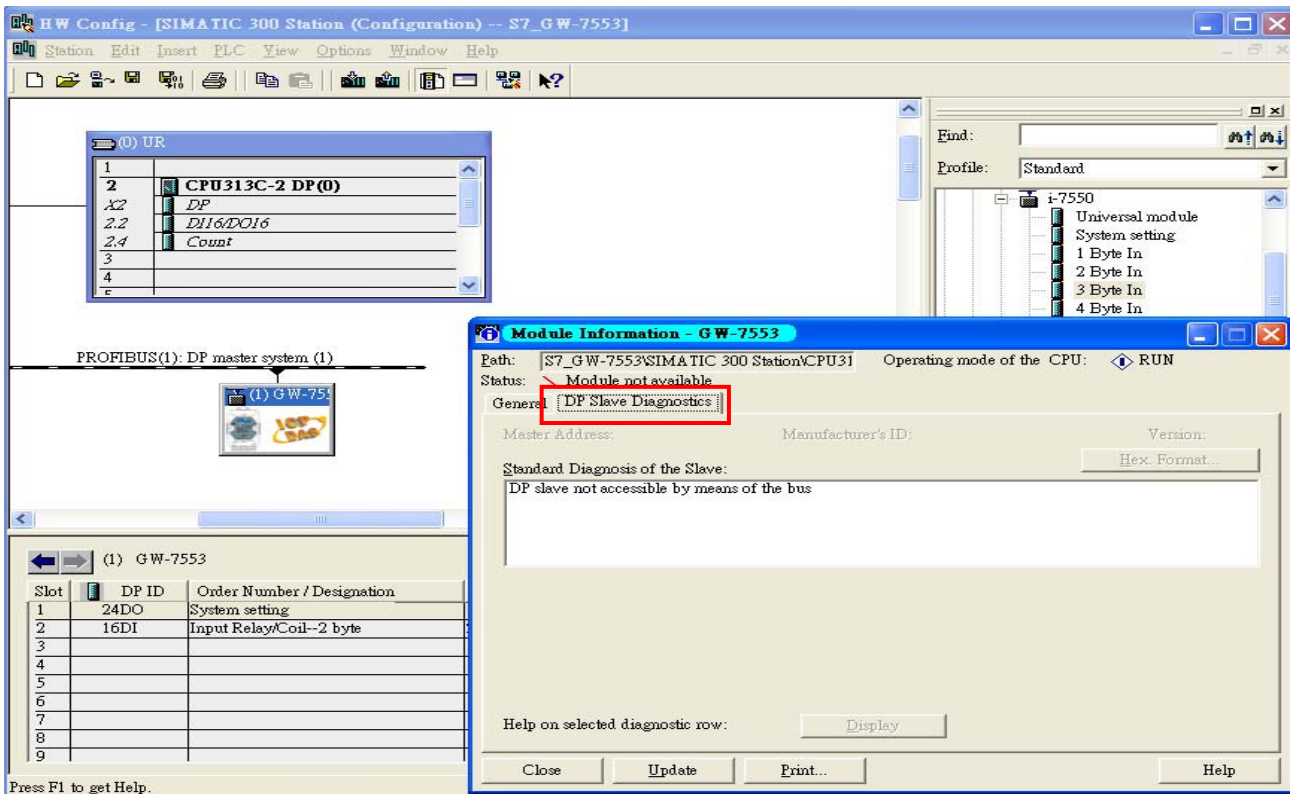 HW Config - [SIMATIC 300 Station (Configuration) -- S7_GW-7553]
Station Edit Insert PLC View Options Window Help
(0) UR
1
2 CPU313C-2 DP(0)
X2 DP
2.2 DI16/DO16
2.4 Count
3
4
Find:
Profile: Standard
i-7550
Universal module
System setting
1 Byte In
2 Byte In
3 Byte In
4 Byte In
PROFIBUS(1): DP master system (1)
(1) GW-75
ICP
DAS
Module Information - GW-7553
Path: S7_GW-7553\SIMATIC 300 Station\CPU31 Operating mode of the CPU: RUN
Status: Module not available
General DP Slave Diagnostics
Master Address: Manufacturer's ID: Version:
Hex. Format...
Standard Diagnosis of the Slave:
DP slave not accessible by means of the bus
Help on selected diagnostic row: Display
Close Update Print... Help
(1) GW-7553
Slot DP ID Order Number / Designation
1 24DO System setting
2 16DI Input Relay/Coil--2 byte
3
4
5
6
7
8
9
Press F1 to get Help.